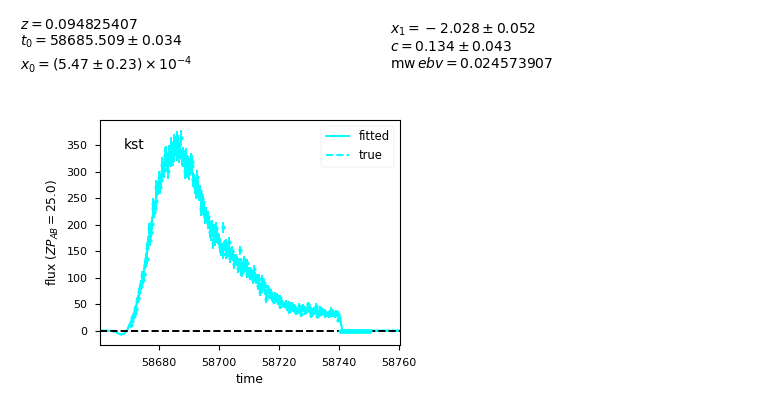 z = 0.094825407
t₀ = 58685.509 ± 0.034
x₀ = (5.47 ± 0.23) × 10⁻⁴
x₁ = −2.028 ± 0.052
c = 0.134 ± 0.043
mw ebv = 0.024573907
kst
fitted
true
flux (ZP_AB = 25.0)
350
300
250
200
150
100
50
0
58680 58700 58720 58740 58760
time